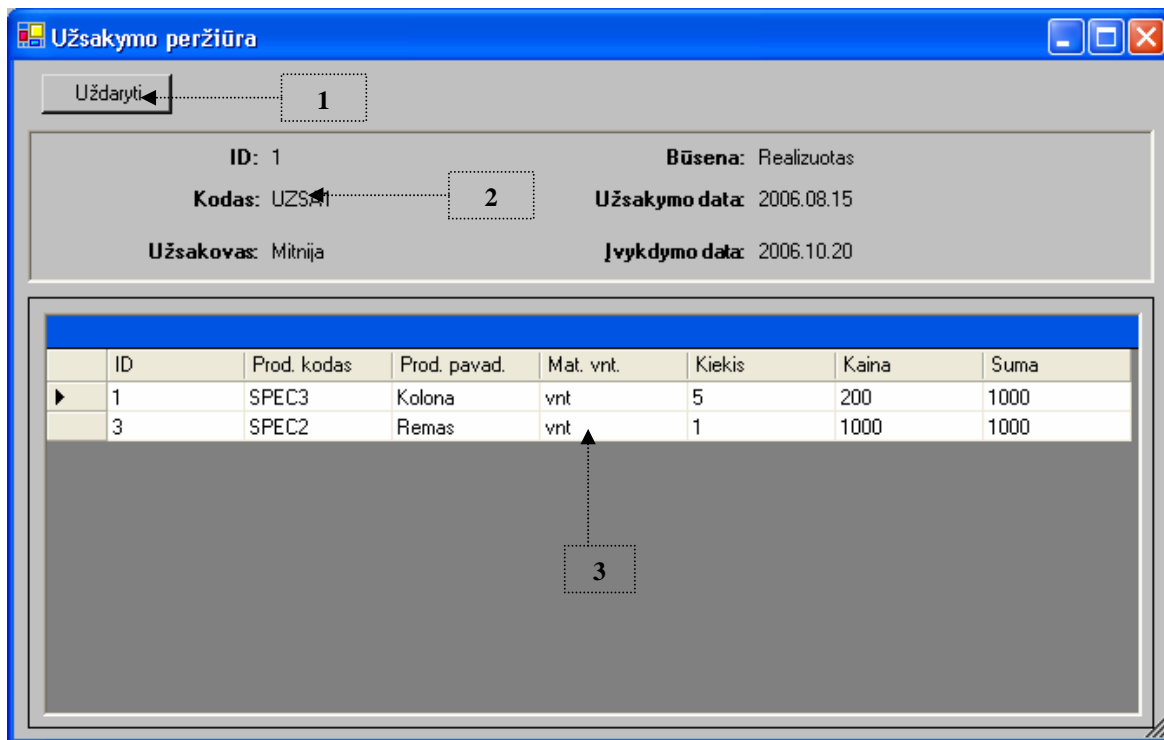 Užsakymo peržiūra
Uždaryti
1
ID: 1
Būsena: Realizuotas
Kodas: UZSA1
2
Užsakymo data: 2006.08.15
Užsakovas: Mitnija
Įvykdymo data: 2006.10.20
ID Prod. kodas Prod. pavad. Mat. vnt. Kiekis Kaina Suma
1 SPEC3 Kolona vnt 5 200 1000
3 SPEC2 Remas vnt 1 1000 1000
3